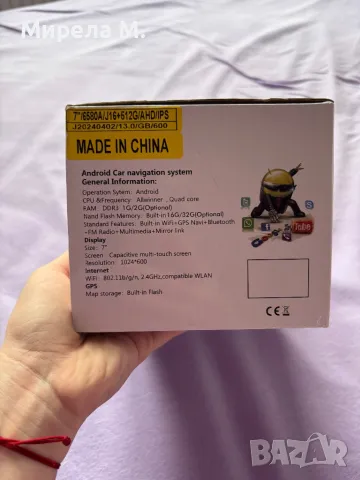 Мирела М.
7"/6580A/J16+512G/AHD/IPS
J20240402/13.0/GB/600
MADE IN CHINA
Android Car navigation system
General Information:
Operation Sytem: Android
CPU &Frequency: Allwinner , Quad core
RAM DDR3 1G/2G(Optional)
Nand Flash Memory: Built-in 16G/32G(Optional)
Standard Features: Built-in WiFi+GPS Navi+Bluetooth
+FM Radio+Multimedia+Mirror link
Display
Size: 7"
Screen Capacitive multi-touch screen
Resolution: 1024*600
Internet
WiFi 802.11b/g/n, 2.4GHz,compatible WLAN
GPS
Map storage: Built-in Flash
Tube
CE
BAZAR
bg